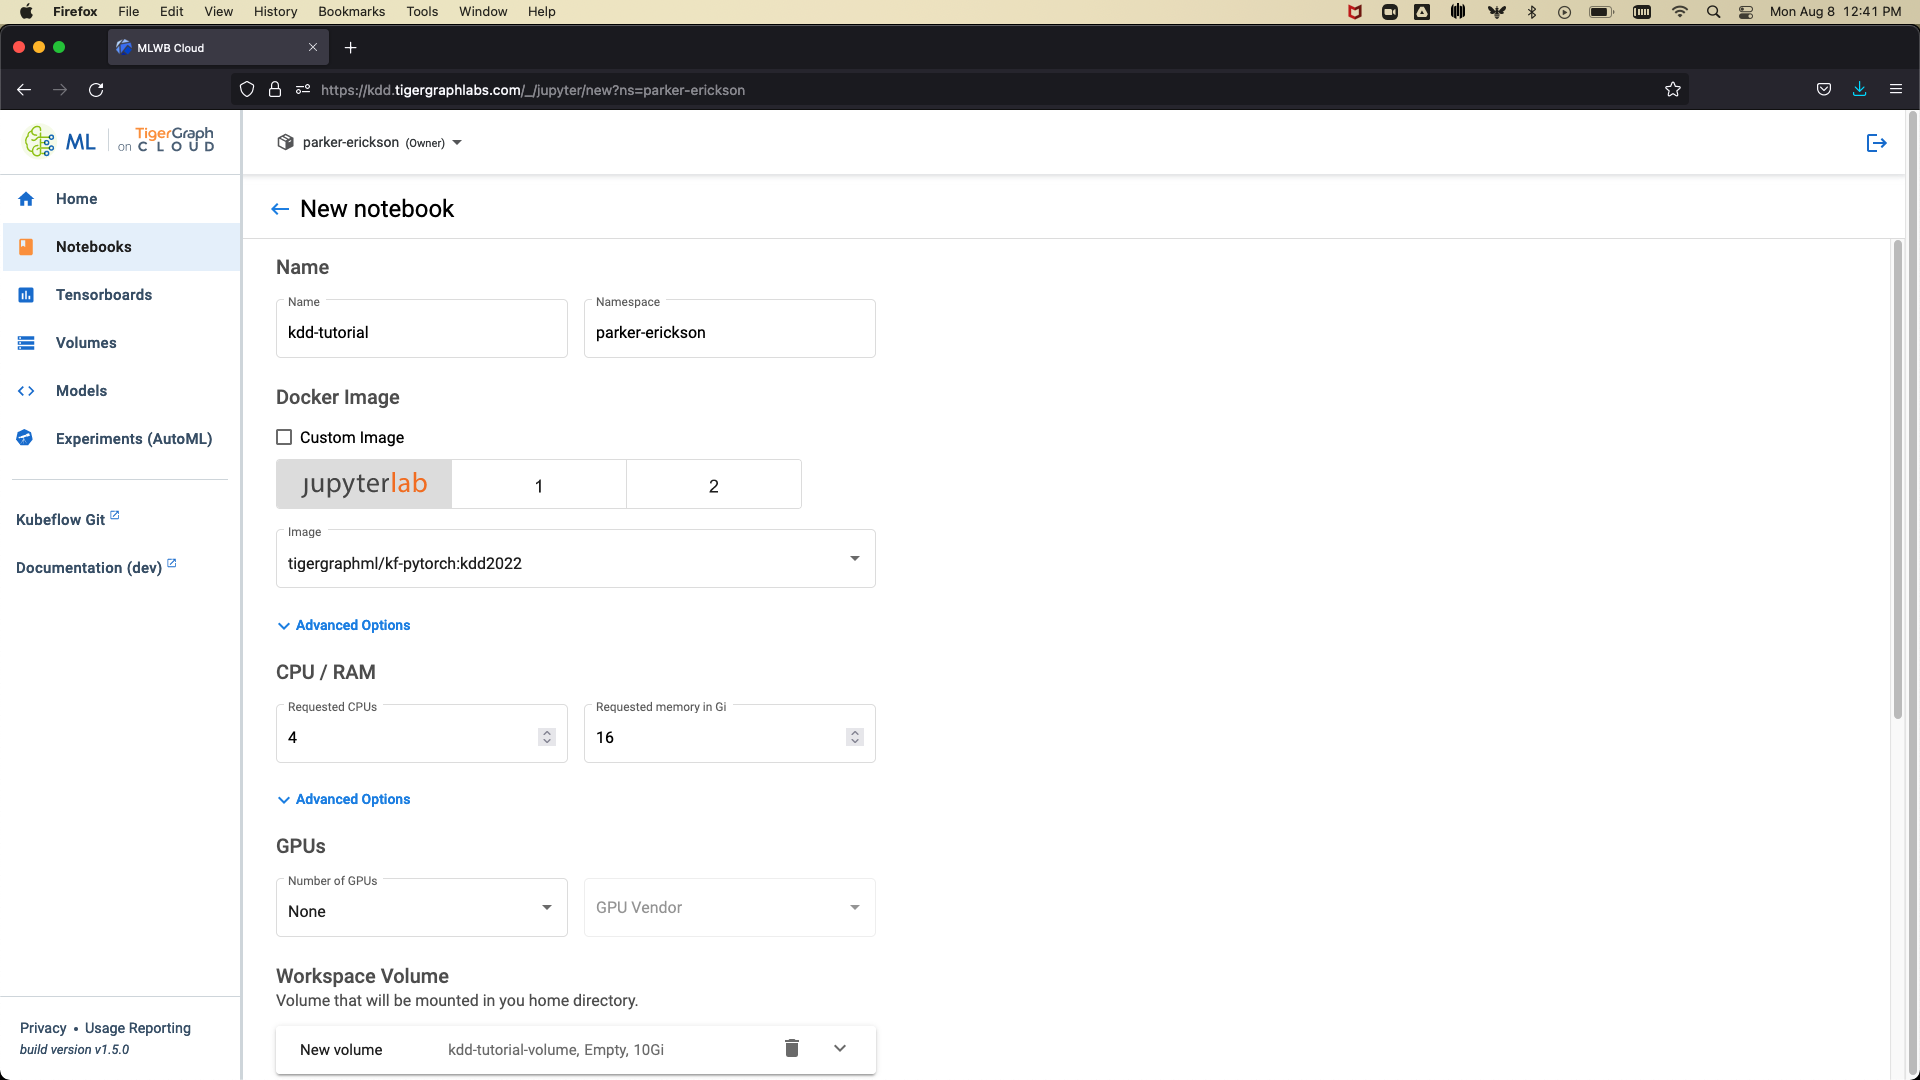 Firefox File Edit View History Bookmarks Tools Window Help Mon Aug 8 12:41 PM
MLWB Cloud
https://kdd.tigergraphlabs.com/_/jupyter/new?ns=parker-erickson
ML on TigerGraph CLOUD
parker-erickson (Owner)
Home
Notebooks
Tensorboards
Volumes
Models
Experiments (AutoML)
Kubeflow Git
Documentation (dev)
Privacy • Usage Reporting
build version v1.5.0
New notebook
Name
Name Namespace
kdd-tutorial parker-erickson
Docker Image
Custom Image
jupyterlab 1 2
Image
tigergraphml/kf-pytorch:kdd2022
Advanced Options
CPU / RAM
Requested CPUs Requested memory in Gi
4 16
Advanced Options
GPUs
Number of GPUs
None GPU Vendor
Workspace Volume
Volume that will be mounted in you home directory.
New volume kdd-tutorial-volume, Empty, 10Gi